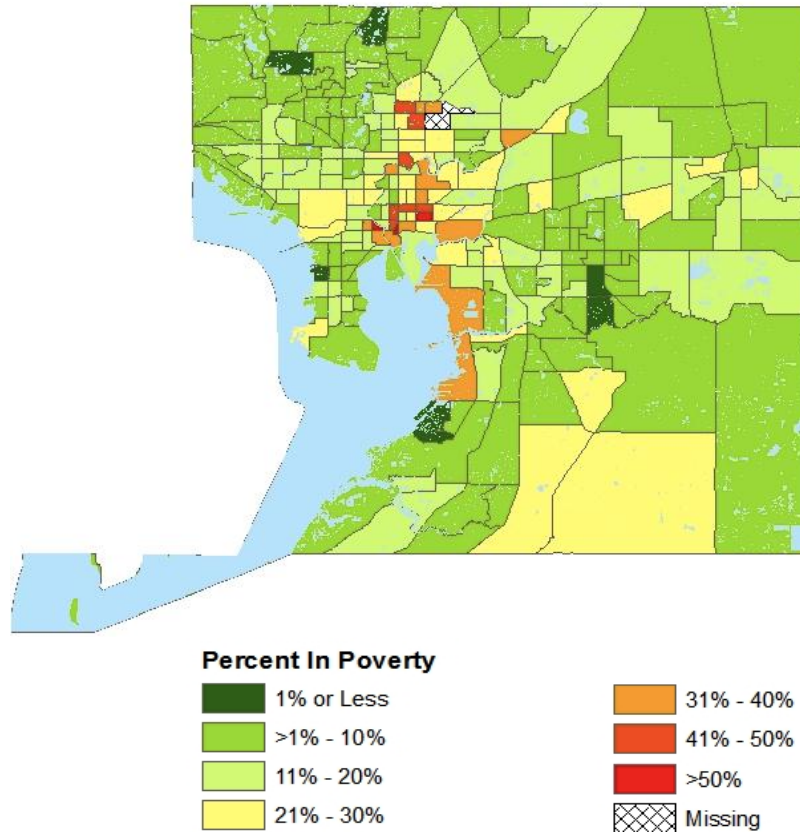 Percent In Poverty
1% or Less
>1% - 10%
11% - 20%
21% - 30%
31% - 40%
41% - 50%
>50%
Missing